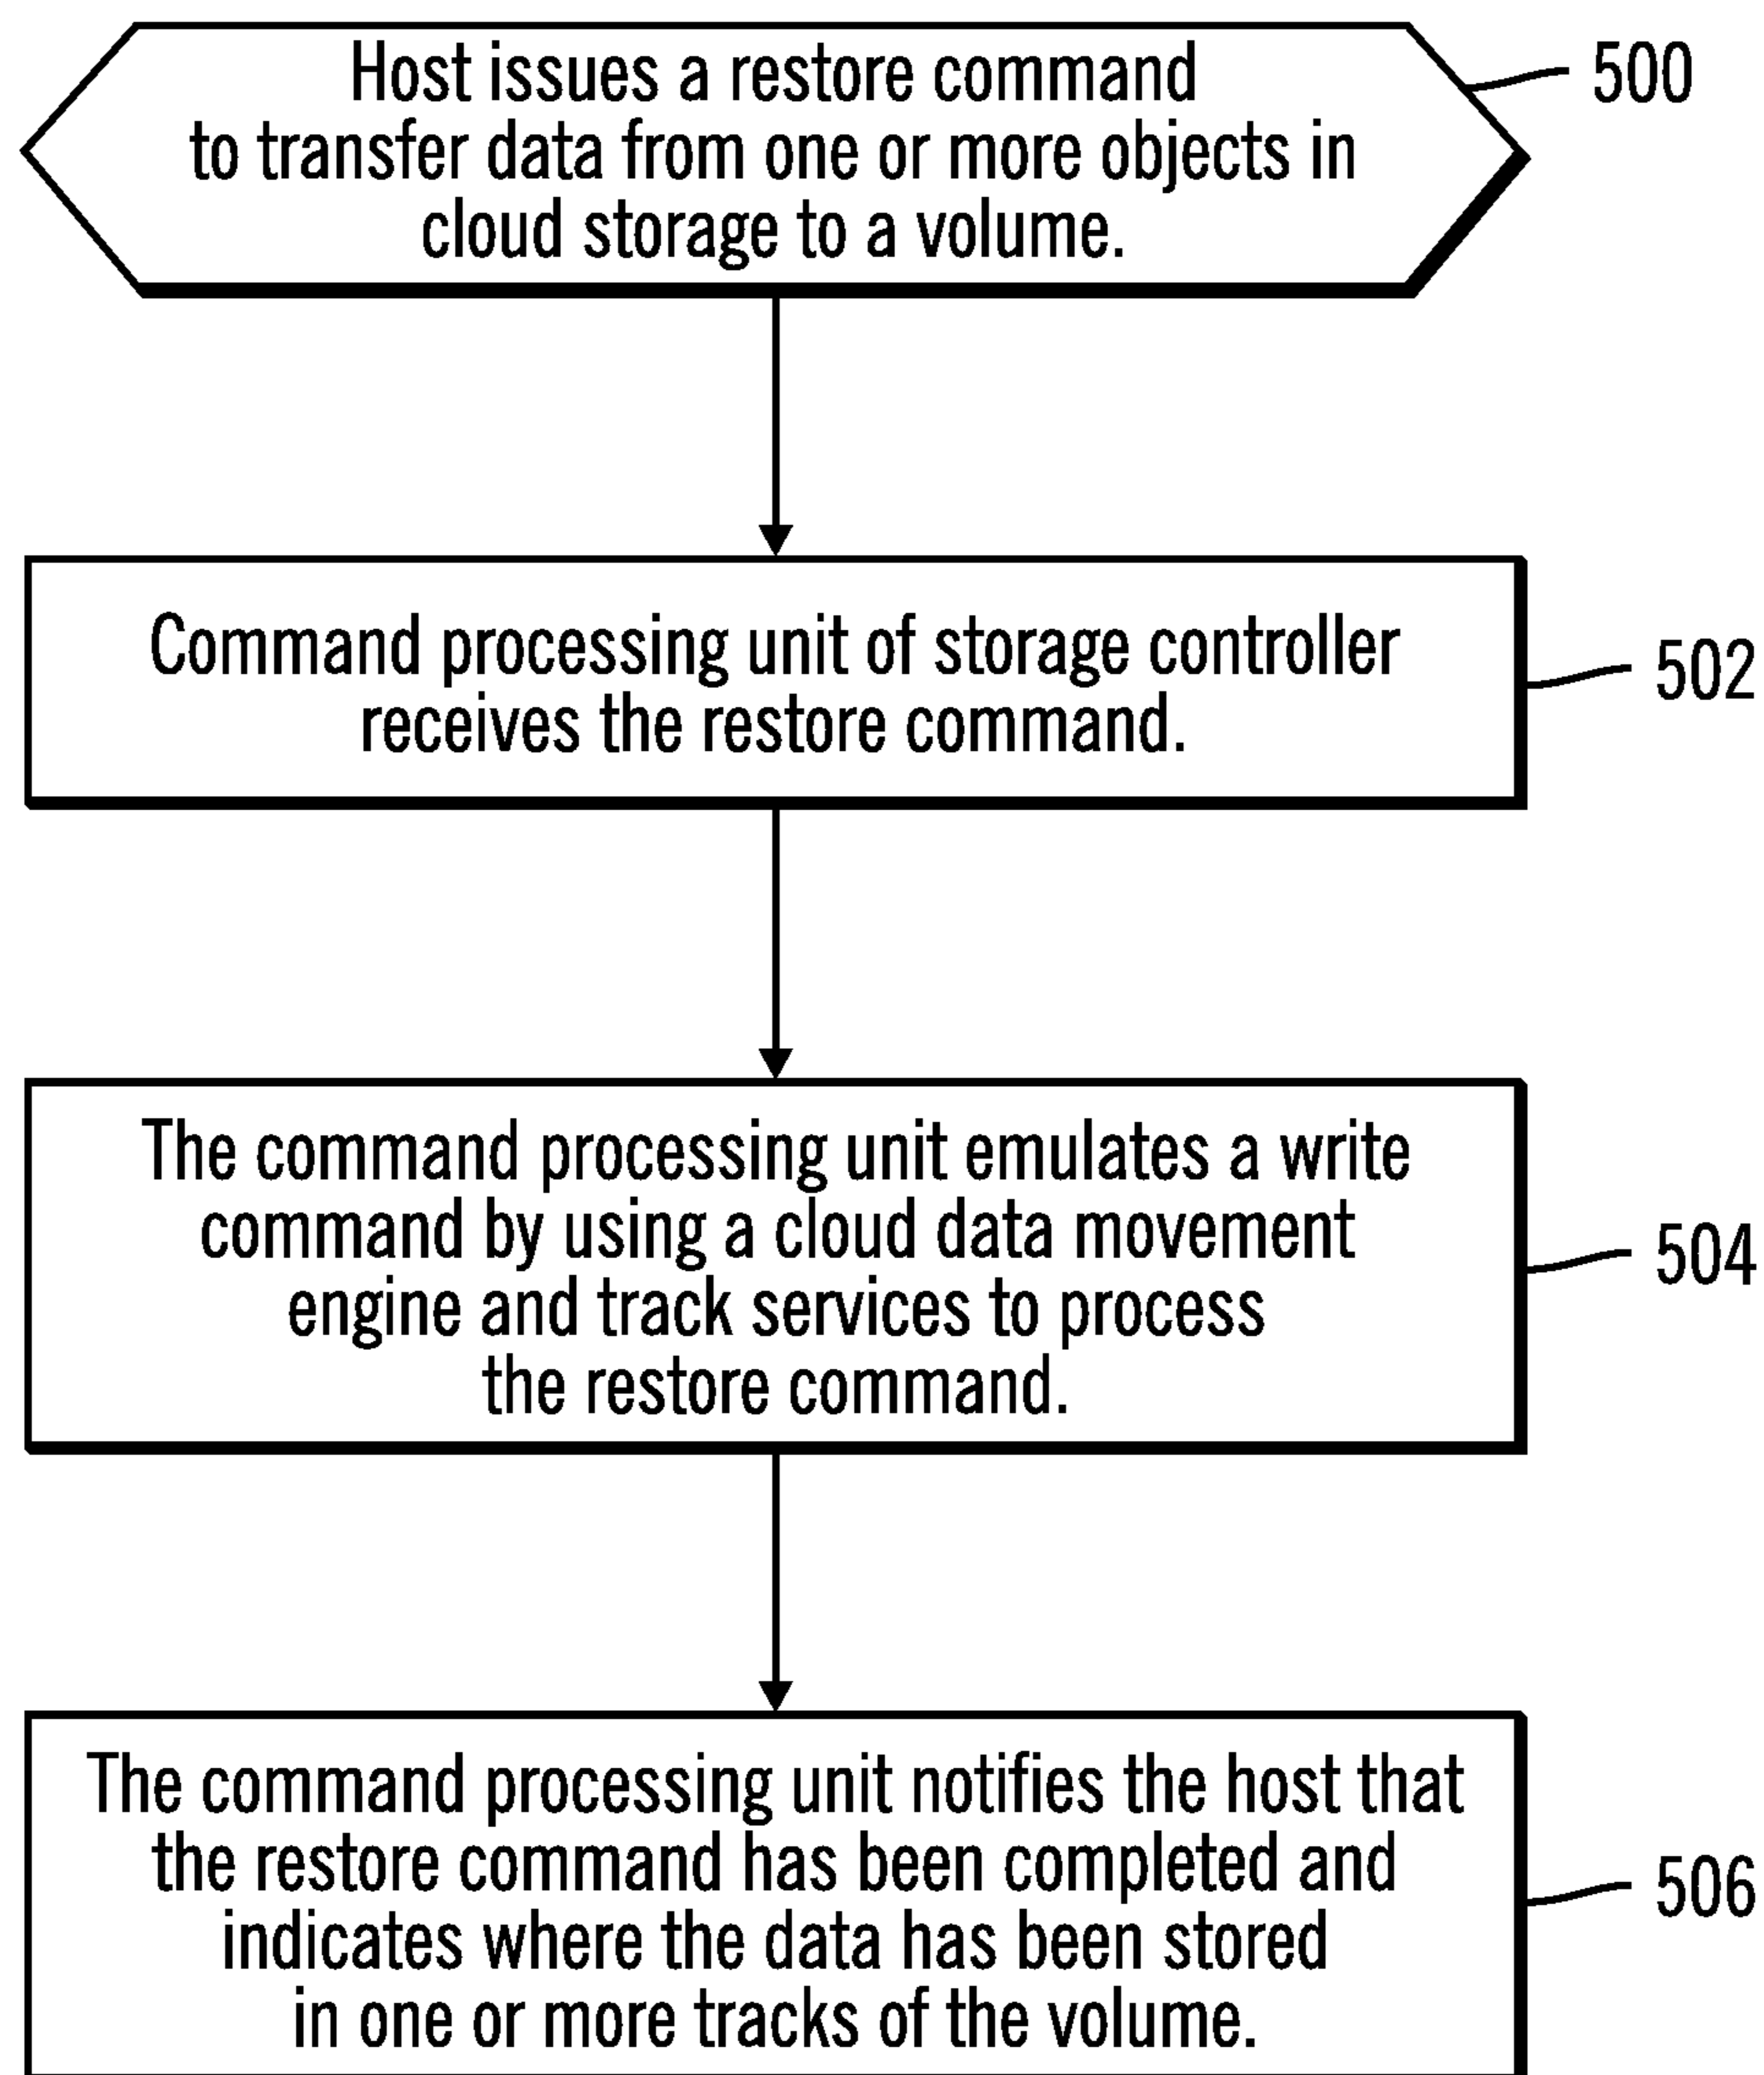 Host issues a restore command
500
to transfer data from one or more objects in
cloud storage to a volume.
Command processing unit of storage controller
502
receives the restore command.
The command processing unit emulates a write
command by using a cloud data movement
504
engine and track services to process
the restore command.
The command processing unit notifies the host that
the restore command has been completed and
506
indicates where the data has been stored
in one or more tracks of the volume.